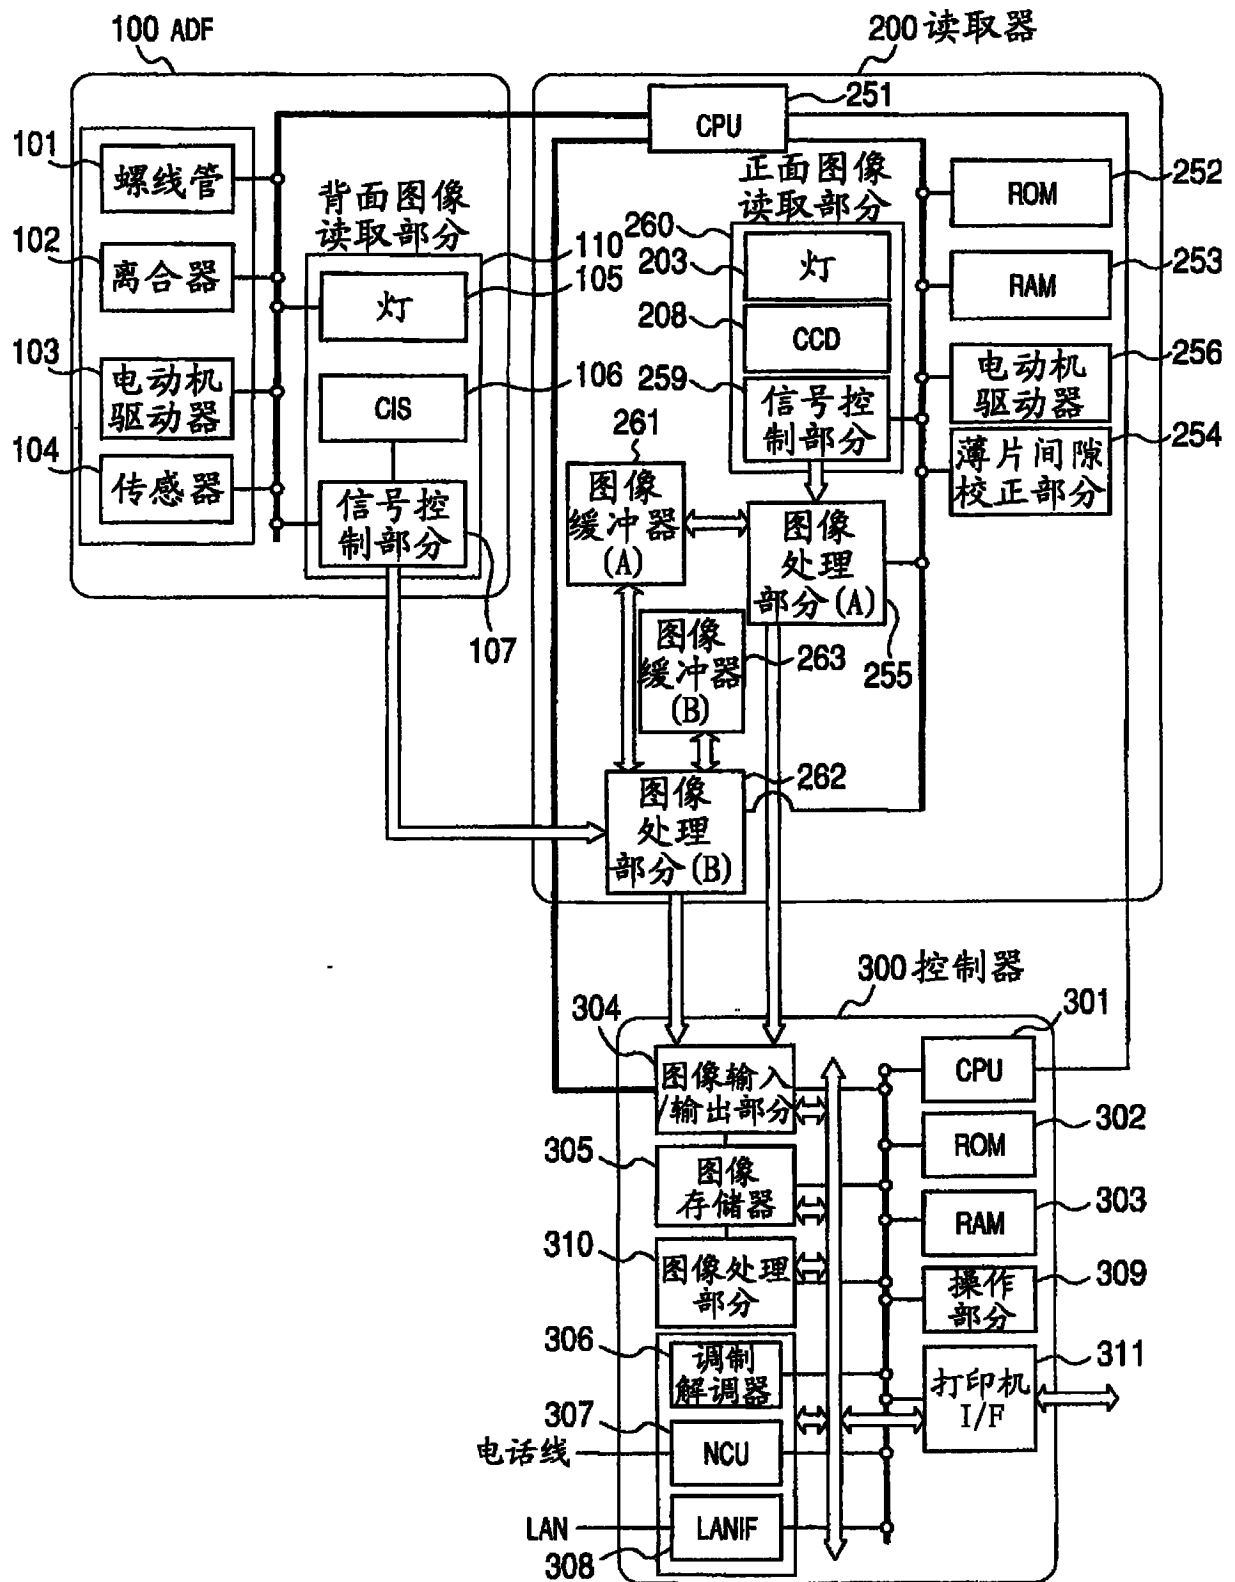 100 ADF
200 读取器
251
CPU
101
螺线管
背面图像
读取部分
正面图像
读取部分
ROM
252
102
离合器
110
105
灯
260
203
灯
RAM
253
208
CCD
103
电动机
驱动器
106
CIS
259
信号控
制部分
电动机
驱动器
256
104
传感器
261
254
薄片间隙
校正部分
信号控
制部分
图像
缓冲器
(A)
图像
处理
部分(A)
107
图像
缓冲器
(B)
263
255
262
图像
处理
部分(B)
300 控制器
304
301
图像输入
/输出部分
CPU
302
ROM
305
图像
存储器
303
RAM
310
图像处理
部分
309
操作
部分
306
调制
解调器
311
打印机
I/F
307
电话线
NCU
LAN
LANIF
308